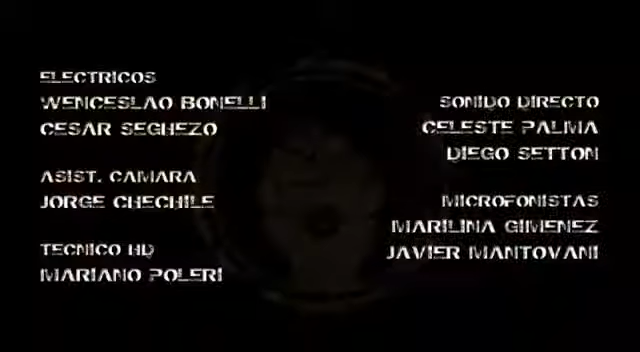 ELECTRICOS
WENCESLAO BONELLI
CESAR SEGHEZO
ASIST. CAMARA
JORGE CHECHILE
TECNICO HD
MARIANO POLERI
SONIDO DIRECTO
CELESTE PALMA
DIEGO SETTON
MICROFONISTAS
MARILINA GIMENEZ
JAVIER MANTOVANI